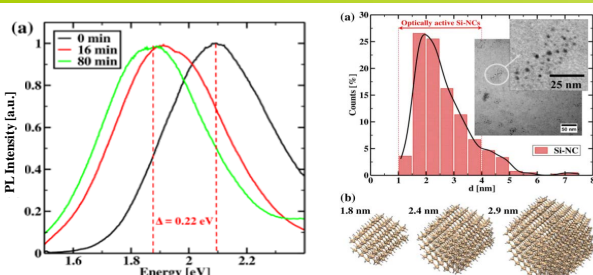 (a)
0 min
16 min
80 min
PL Intensity [a.u.]
1
0.8
0.6
0.4
0.2
0
Δ = 0.22 eV
1.6
1.8
2
2.2
Energy [eV]
(a)
Optically active Si-NCs
Counts [%]
30
25
20
15
10
5
0
25 nm
50 nm
Si-NC
0 1 2 3 4 5 6 7 8
d [nm]
(b)
1.8 nm
2.4 nm
2.9 nm